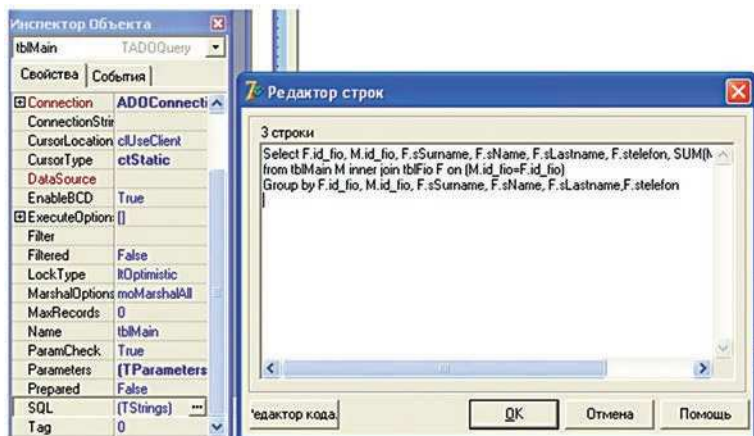 Инспектор Объекта
tblMain TADOQuery
Свойства События
Connection ADOConnecti
ConnectionStrin
CursorLocation clUseClient
CursorType ctStatic
DataSource
EnableBCD True
ExecuteOption: []
Filter
Filtered False
LockType ltOptimistic
MarshalOptions moMarshalAll
MaxRecords 0
Name tblMain
ParamCheck True
Parameters (TParameters
Prepared False
SQL (TStrings) ...
Tag 0
Редактор строк
3 строки
Select F.id_fio, M.id_fio, F.sSurname, F.sName, F.sLastname, F.stelefon, SUM(M
from tblMain M inner join tblFio F on (M.id_fio=F.id_fio)
Group by F.id_fio, M.id_fio, F.sSurname, F.sName, F.sLastname,F.stelefon
едактор кода. OK Отмена Помощь